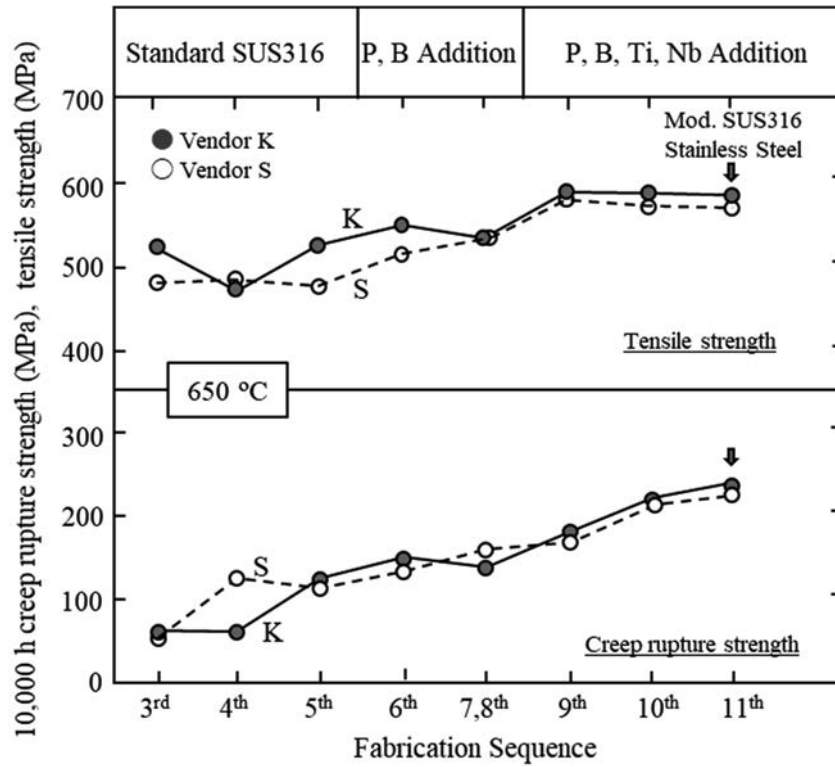 Standard SUS316 P, B Addition P, B, Ti, Nb Addition
700
600
500
400
300
200
100
0
10,000 h creep rupture strength (MPa), tensile strength (MPa)
Vendor K
Vendor S
Mod. SUS316
Stainless Steel
K
S
Tensile strength
650 ºC
S
K
Creep rupture strength
3rd 4th 5th 6th 7,8th 9th 10th 11th
Fabrication Sequence